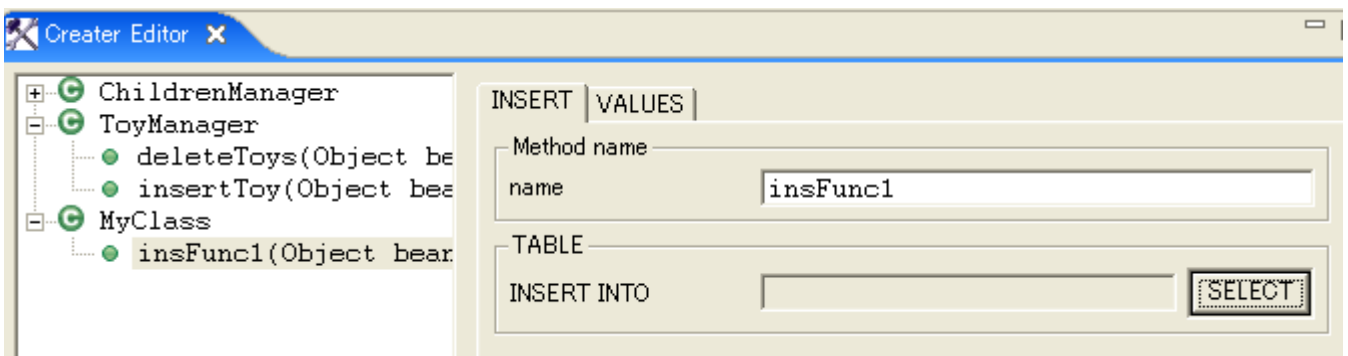 Creater Editor
ChildrenManager
ToyManager
deleteToys(Object be
insertToy(Object bea
MyClass
insFunc1(Object bean
INSERT
VALUES
Method name
name
insFunc1
TABLE
INSERT INTO
SELECT